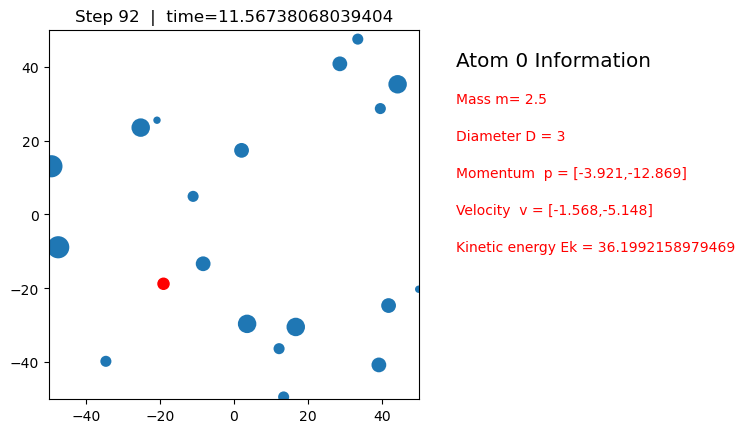 Step 92 | time=11.56738068039404
Atom 0 Information
Mass m= 2.5
Diameter D = 3
Momentum p = [-3.921,-12.869]
Velocity v = [-1.568,-5.148]
Kinetic energy Ek = 36.1992158979469
40
20
0
−20
−40
−40 −20 0 20 40